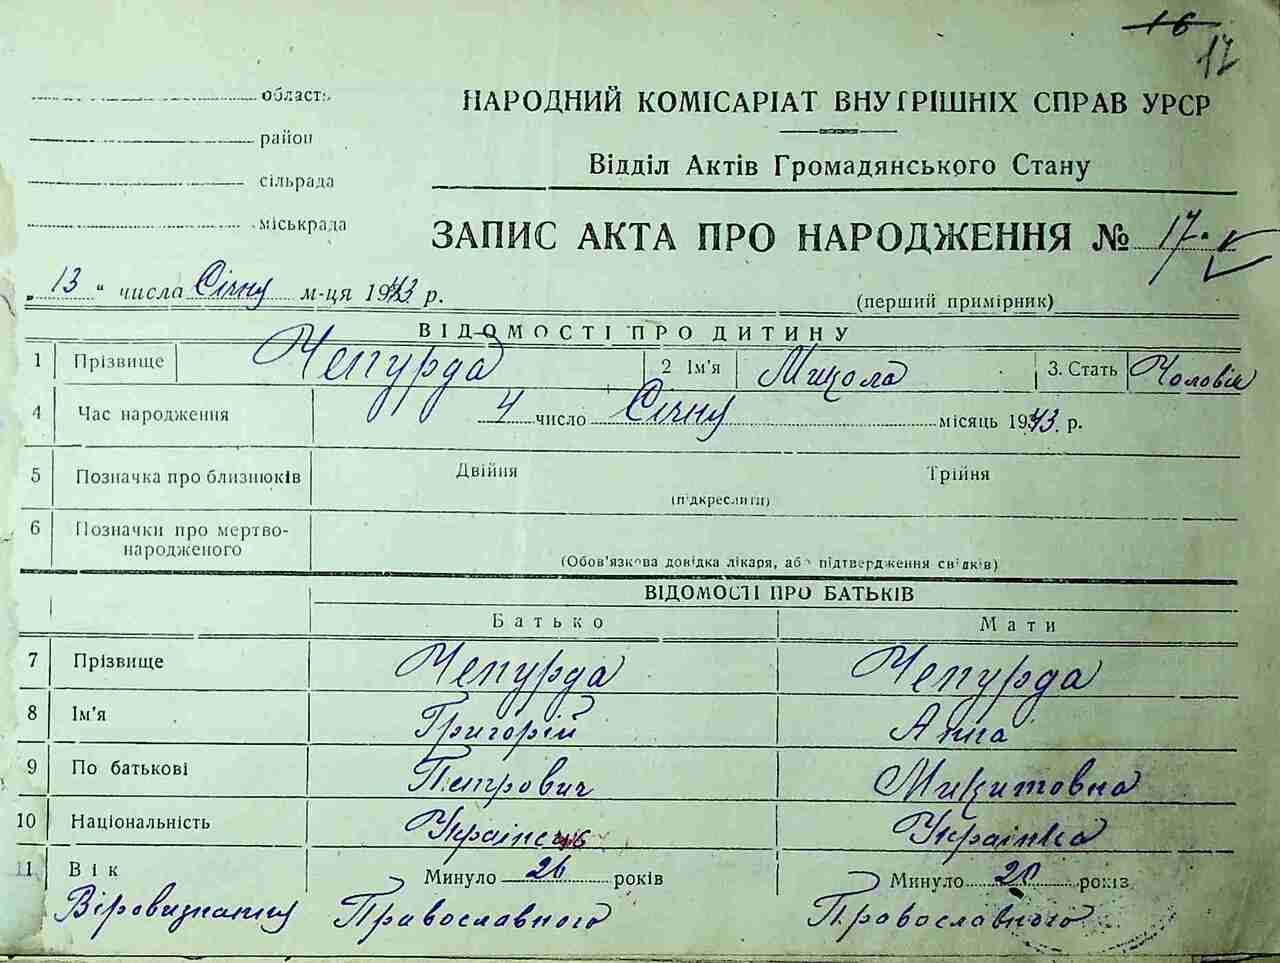 16
17
область
район
сільрада
міськрада
НАРОДНИЙ КОМІСАРІАТ ВНУТРІШНІХ СПРАВ УРСР
Відділ Актів Громадянського Стану
ЗАПИС АКТА ПРО НАРОДЖЕННЯ № 17.
„ 13 “ числа Січну м-ця 1943 р.
(перший примірник)
ВІДОМОСТІ ПРО ДИТИНУ
1 Прізвище Чепурда 2 Ім'я Микола 3. Стать Чоловіч
4 Час народження 4 число Січну місяць 1943. р.
5 Позначка про близнюків Двійня Трійня
(підкреслити)
6 Позначки про мертво-
народженого
(Обов'язкова довідка лікаря, або підтвердження свідків)
ВІДОМОСТІ ПРО БАТЬКІВ
Батько Мати
7 Прізвище Чепурда Чепурда
8 Ім'я Григорій Анна
9 По батькові Петрович Микитовна
10 Національність Українець Українка
11 Вік Минуло 26 років Минуло 20 років
Віровизнання Православного Православного